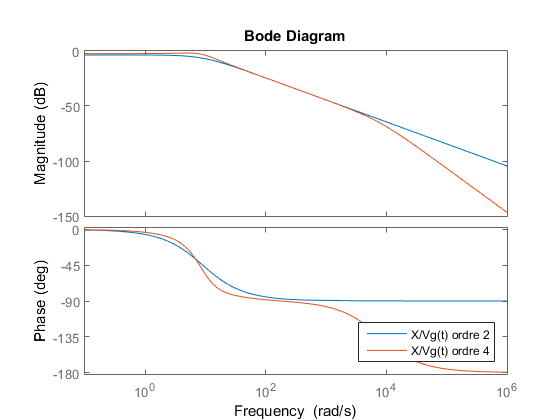 Bode Diagram
Magnitude (dB)
0
-50
-100
-150
Phase (deg)
0
-45
-90
-135
-180
X/Vg(t) ordre 2
X/Vg(t) ordre 4
10^0 10^2 10^4 10^6
Frequency (rad/s)